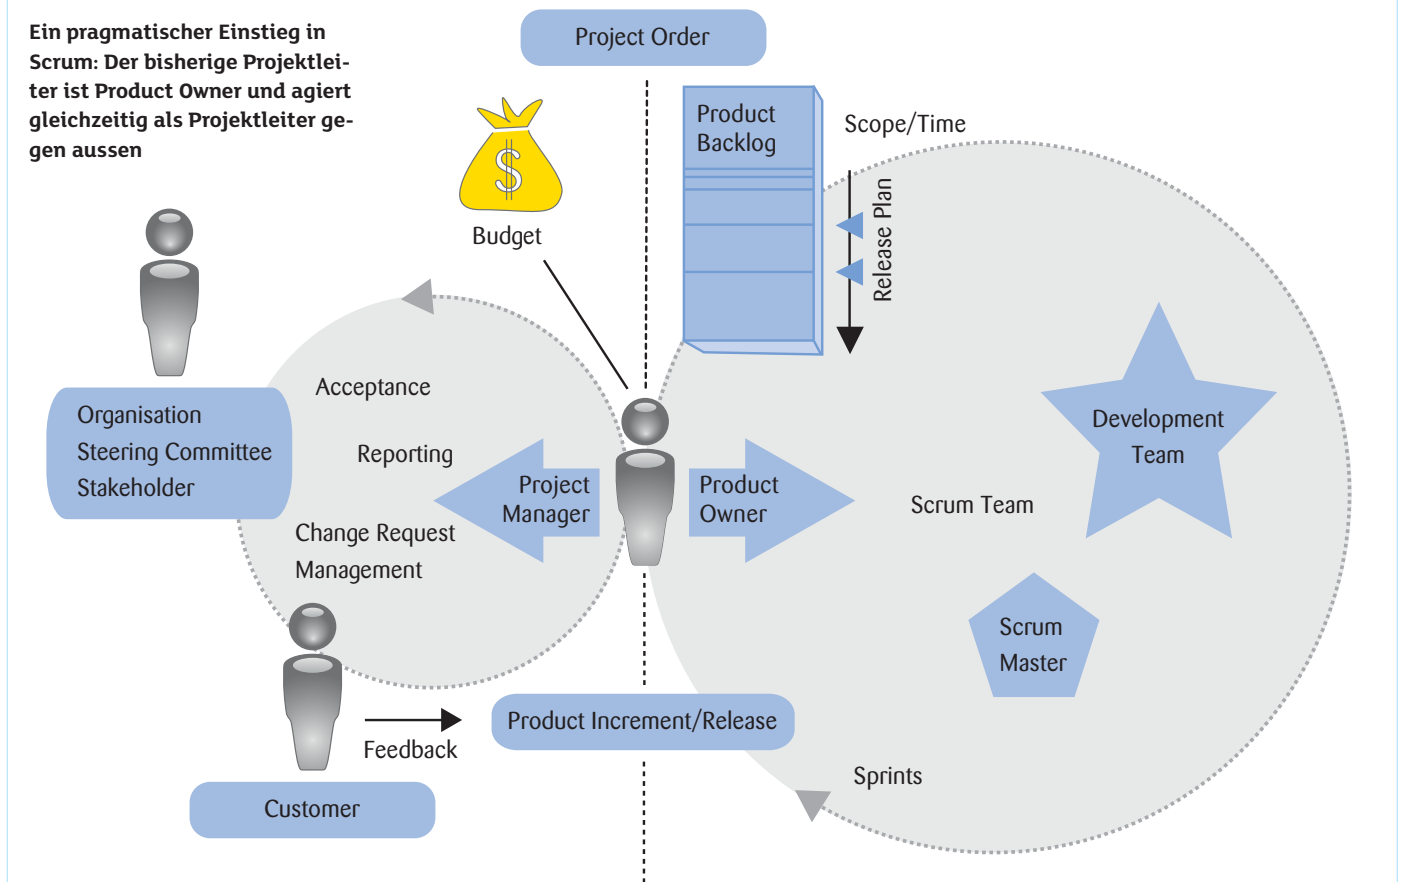 Ein pragmatischer Einstieg in
Scrum: Der bisherige Projektlei-
ter ist Product Owner und agiert
gleichzeitig als Projektleiter ge-
gen aussen
Project Order
Product
Backlog
Scope/Time
Release Plan
$
Budget
Organisation
Steering Committee
Stakeholder
Acceptance
Reporting
Change Request
Management
Project
Manager
Product
Owner
Scrum Team
Development
Team
Scrum
Master
Product Increment/Release
Feedback
Customer
Sprints